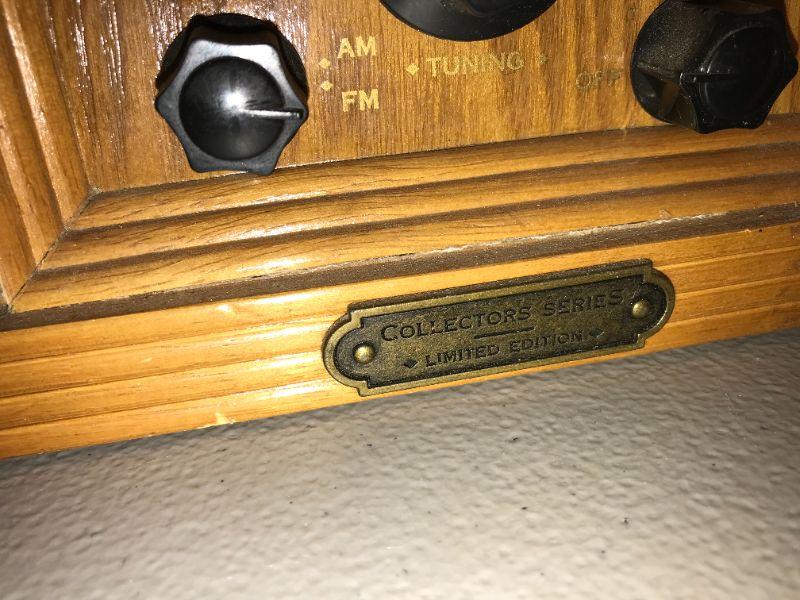 AM
FM
TUNING
OFF
COLLECTORS SERIES
LIMITED EDITION